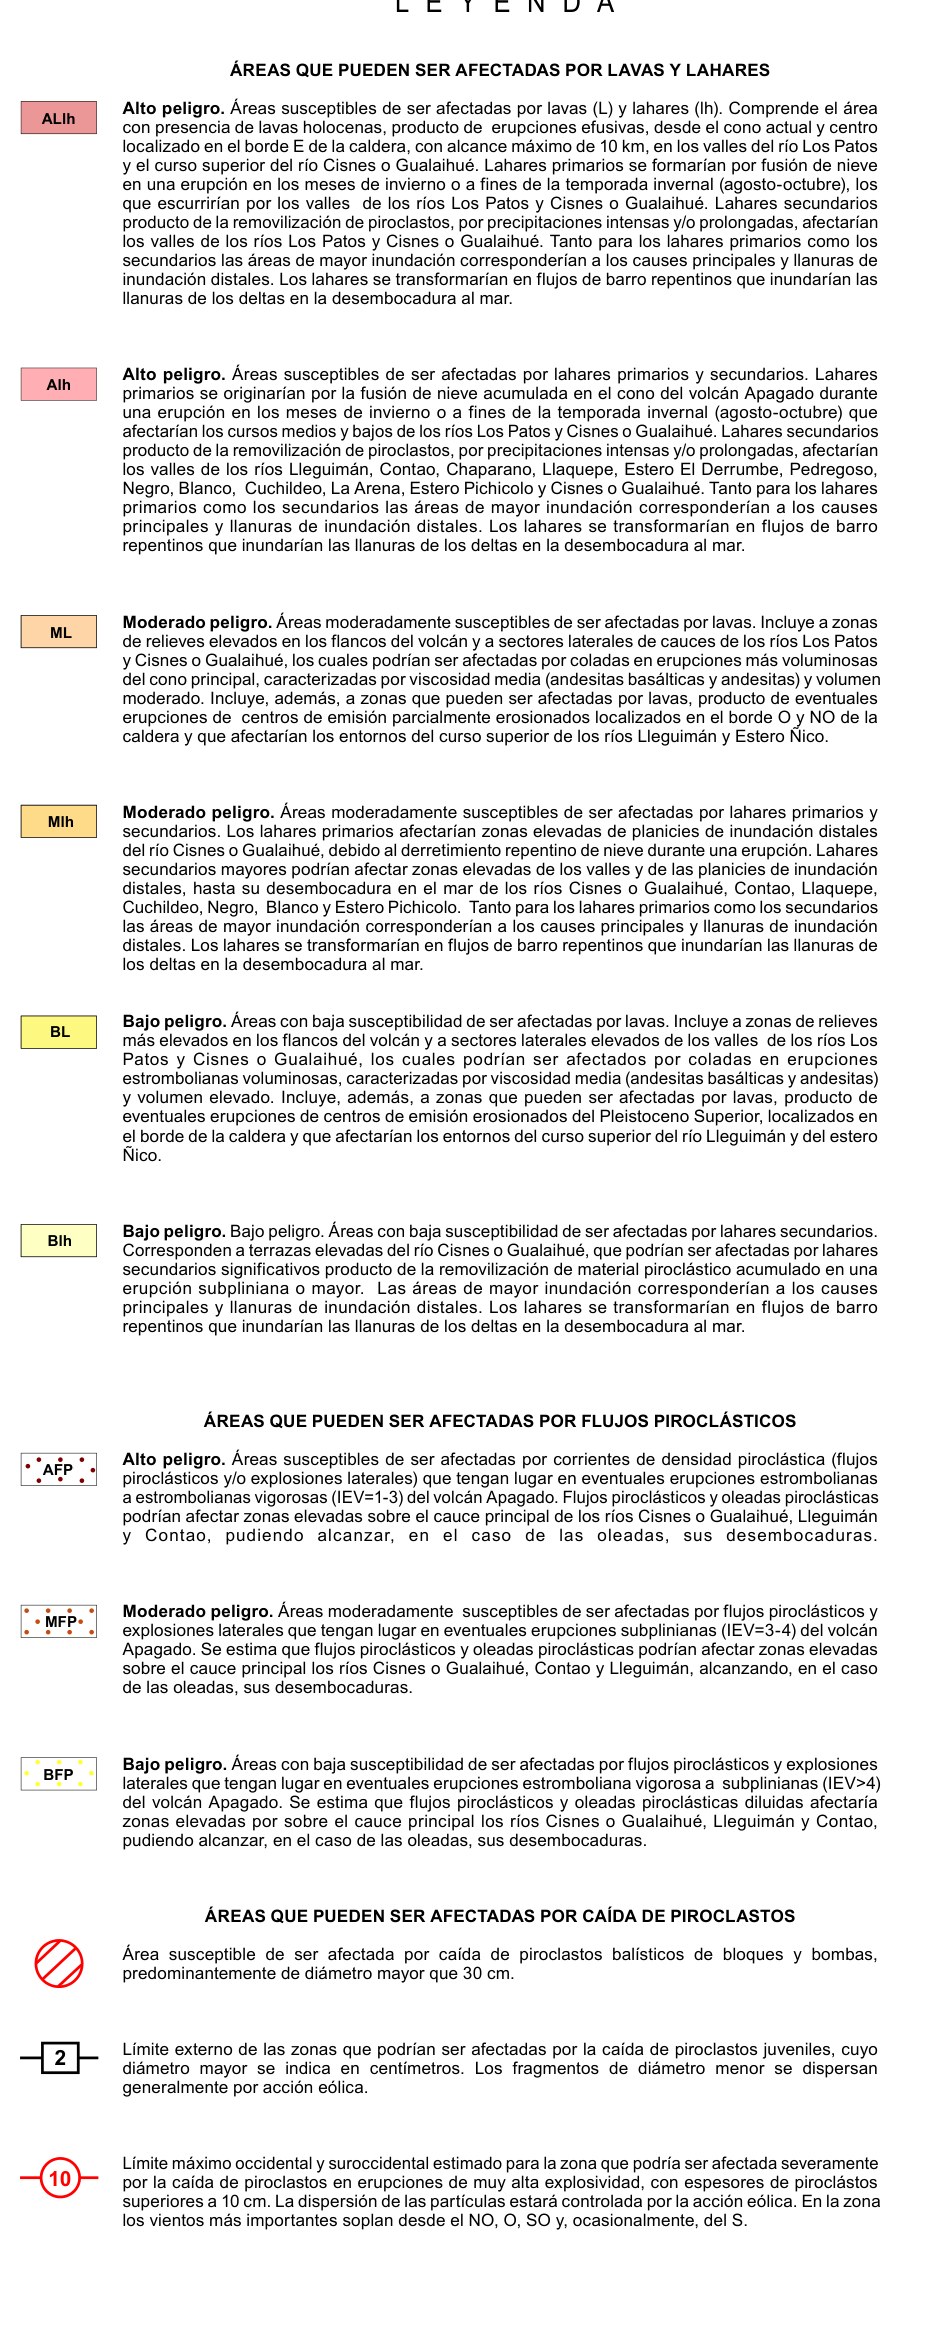 LEYENDA
ÁREAS QUE PUEDEN SER AFECTADAS POR LAVAS Y LAHARES
ALlh
Alto peligro. Áreas susceptibles de ser afectadas por lavas (L) y lahares (lh). Comprende el área
con presencia de lavas holocenas, producto de erupciones efusivas, desde el cono actual y centro
localizado en el borde E de la caldera, con alcance máximo de 10 km, en los valles del río Los Patos
y el curso superior del río Cisnes o Gualaihué. Lahares primarios se formarían por fusión de nieve
en una erupción en los meses de invierno o a fines de la temporada invernal (agosto-octubre), los
que escurrirían por los valles de los ríos Los Patos y Cisnes o Gualaihué. Lahares secundarios
producto de la removilización de piroclastos, por precipitaciones intensas y/o prolongadas, afectarían
los valles de los ríos Los Patos y Cisnes o Gualaihué. Tanto para los lahares primarios como los
secundarios las áreas de mayor inundación corresponderían a los causes principales y llanuras de
inundación distales. Los lahares se transformarían en flujos de barro repentinos que inundarían las
llanuras de los deltas en la desembocadura al mar.
Alh
Alto peligro. Áreas susceptibles de ser afectadas por lahares primarios y secundarios. Lahares
primarios se originarían por la fusión de nieve acumulada en el cono del volcán Apagado durante
una erupción en los meses de invierno o a fines de la temporada invernal (agosto-octubre) que
afectarían los cursos medios y bajos de los ríos Los Patos y Cisnes o Gualaihué. Lahares secundarios
producto de la removilización de piroclastos, por precipitaciones intensas y/o prolongadas, afectarían
los valles de los ríos Lleguimán, Contao, Chaparano, Llaquepe, Estero El Derrumbe, Pedregoso,
Negro, Blanco, Cuchildeo, La Arena, Estero Pichicolo y Cisnes o Gualaihué. Tanto para los lahares
primarios como los secundarios las áreas de mayor inundación corresponderían a los causes
principales y llanuras de inundación distales. Los lahares se transformarían en flujos de barro
repentinos que inundarían las llanuras de los deltas en la desembocadura al mar.
ML
Moderado peligro. Áreas moderadamente susceptibles de ser afectadas por lavas. Incluye a zonas
de relieves elevados en los flancos del volcán y a sectores laterales de cauces de los ríos Los Patos
y Cisnes o Gualaihué, los cuales podrían ser afectadas por coladas en erupciones más voluminosas
del cono principal, caracterizadas por viscosidad media (andesitas basálticas y andesitas) y volumen
moderado. Incluye, además, a zonas que pueden ser afectadas por lavas, producto de eventuales
erupciones de centros de emisión parcialmente erosionados localizados en el borde O y NO de la
caldera y que afectarían los entornos del curso superior de los ríos Lleguimán y Estero Ñico.
Mlh
Moderado peligro. Áreas moderadamente susceptibles de ser afectadas por lahares primarios y
secundarios. Los lahares primarios afectarían zonas elevadas de planicies de inundación distales
del río Cisnes o Gualaihué, debido al derretimiento repentino de nieve durante una erupción. Lahares
secundarios mayores podrían afectar zonas elevadas de los valles y de las planicies de inundación
distales, hasta su desembocadura en el mar de los ríos Cisnes o Gualaihué, Contao, Llaquepe,
Cuchildeo, Negro, Blanco y Estero Pichicolo. Tanto para los lahares primarios como los secundarios
las áreas de mayor inundación corresponderían a los causes principales y llanuras de inundación
distales. Los lahares se transformarían en flujos de barro repentinos que inundarían las llanuras de
los deltas en la desembocadura al mar.
BL
Bajo peligro. Áreas con baja susceptibilidad de ser afectadas por lavas. Incluye a zonas de relieves
más elevados en los flancos del volcán y a sectores laterales elevados de los valles de los ríos Los
Patos y Cisnes o Gualaihué, los cuales podrían ser afectados por coladas en erupciones
estrombolianas voluminosas, caracterizadas por viscosidad media (andesitas basálticas y andesitas)
y volumen elevado. Incluye, además, a zonas que pueden ser afectadas por lavas, producto de
eventuales erupciones de centros de emisión erosionados del Pleistoceno Superior, localizados en
el borde de la caldera y que afectarían los entornos del curso superior del río Lleguimán y del estero
Ñico.
Blh
Bajo peligro. Bajo peligro. Áreas con baja susceptibilidad de ser afectadas por lahares secundarios.
Corresponden a terrazas elevadas del río Cisnes o Gualaihué, que podrían ser afectadas por lahares
secundarios significativos producto de la removilización de material piroclástico acumulado en una
erupción subpliniana o mayor. Las áreas de mayor inundación corresponderían a los causes
principales y llanuras de inundación distales. Los lahares se transformarían en flujos de barro
repentinos que inundarían las llanuras de los deltas en la desembocadura al mar.
ÁREAS QUE PUEDEN SER AFECTADAS POR FLUJOS PIROCLÁSTICOS
AFP
Alto peligro. Áreas susceptibles de ser afectadas por corrientes de densidad piroclástica (flujos
piroclásticos y/o explosiones laterales) que tengan lugar en eventuales erupciones estrombolianas
a estrombolianas vigorosas (IEV=1-3) del volcán Apagado. Flujos piroclásticos y oleadas piroclásticas
podrían afectar zonas elevadas sobre el cauce principal de los ríos Cisnes o Gualaihué, Lleguimán
y Contao, pudiendo alcanzar, en el caso de las oleadas, sus desembocaduras.
MFP
Moderado peligro. Áreas moderadamente susceptibles de ser afectadas por flujos piroclásticos y
explosiones laterales que tengan lugar en eventuales erupciones subplinianas (IEV=3-4) del volcán
Apagado. Se estima que flujos piroclásticos y oleadas piroclásticas podrían afectar zonas elevadas
sobre el cauce principal los ríos Cisnes o Gualaihué, Contao y Lleguimán, alcanzando, en el caso
de las oleadas, sus desembocaduras.
BFP
Bajo peligro. Áreas con baja susceptibilidad de ser afectadas por flujos piroclásticos y explosiones
laterales que tengan lugar en eventuales erupciones estromboliana vigorosa a subplinianas (IEV>4)
del volcán Apagado. Se estima que flujos piroclásticos y oleadas piroclásticas diluidas afectaría
zonas elevadas por sobre el cauce principal los ríos Cisnes o Gualaihué, Lleguimán y Contao,
pudiendo alcanzar, en el caso de las oleadas, sus desembocaduras.
ÁREAS QUE PUEDEN SER AFECTADAS POR CAÍDA DE PIROCLASTOS
Área susceptible de ser afectada por caída de piroclastos balísticos de bloques y bombas,
predominantemente de diámetro mayor que 30 cm.
2
Límite externo de las zonas que podrían ser afectadas por la caída de piroclastos juveniles, cuyo
diámetro mayor se indica en centímetros. Los fragmentos de diámetro menor se dispersan
generalmente por acción eólica.
10
Límite máximo occidental y suroccidental estimado para la zona que podría ser afectada severamente
por la caída de piroclastos en erupciones de muy alta explosividad, con espesores de piroclástos
superiores a 10 cm. La dispersión de las partículas estará controlada por la acción eólica. En la zona
los vientos más importantes soplan desde el NO, O, SO y, ocasionalmente, del S.